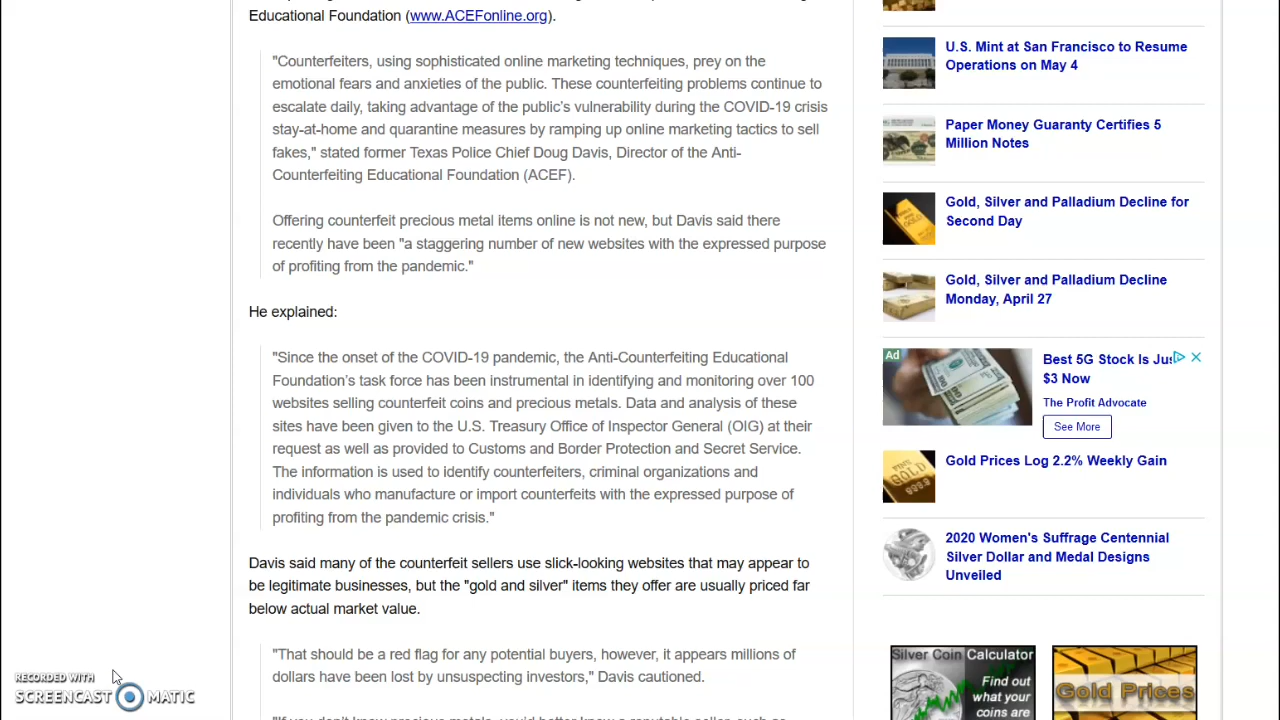 Educational Foundation (www.ACEFonline.org).
"Counterfeiters, using sophisticated online marketing techniques, prey on the
emotional fears and anxieties of the public. These counterfeiting problems continue to
escalate daily, taking advantage of the public's vulnerability during the COVID-19 crisis
stay-at-home and quarantine measures by ramping up online marketing tactics to sell
fakes," stated former Texas Police Chief Doug Davis, Director of the Anti-
Counterfeiting Educational Foundation (ACEF).
Offering counterfeit precious metal items online is not new, but Davis said there
recently have been "a staggering number of new websites with the expressed purpose
of profiting from the pandemic."
He explained:
"Since the onset of the COVID-19 pandemic, the Anti-Counterfeiting Educational
Foundation's task force has been instrumental in identifying and monitoring over 100
websites selling counterfeit coins and precious metals. Data and analysis of these
sites have been given to the U.S. Treasury Office of Inspector General (OIG) at their
request as well as provided to Customs and Border Protection and Secret Service.
The information is used to identify counterfeiters, criminal organizations and
individuals who manufacture or import counterfeits with the expressed purpose of
profiting from the pandemic crisis."
Davis said many of the counterfeit sellers use slick-looking websites that may appear to
be legitimate businesses, but the "gold and silver" items they offer are usually priced far
below actual market value.
"That should be a red flag for any potential buyers, however, it appears millions of
dollars have been lost by unsuspecting investors," Davis cautioned.
U.S. Mint at San Francisco to Resume
Operations on May 4
Paper Money Guaranty Certifies 5
Million Notes
Gold, Silver and Palladium Decline for
Second Day
Gold, Silver and Palladium Decline
Monday, April 27
Ad
Best 5G Stock Is Jus
$3 Now
The Profit Advocate
See More
Gold Prices Log 2.2% Weekly Gain
2020 Women's Suffrage Centennial
Silver Dollar and Medal Designs
Unveiled
Silver Coin Calculator
Find out
what your
coins are
Gold Prices
RECORDED WITH
SCREENCAST MATIC